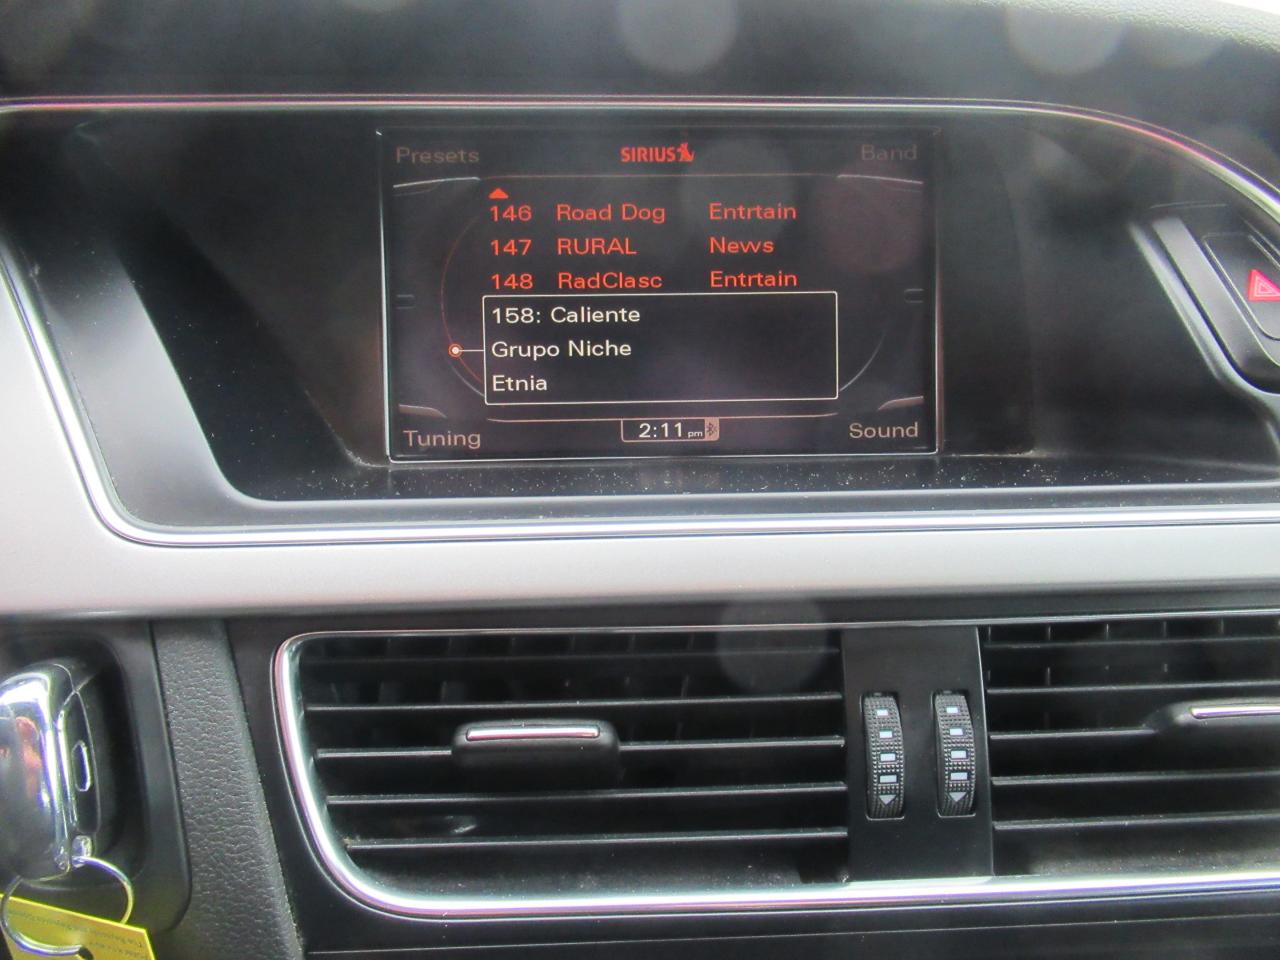 Presets SIRIUS Band
146 Road Dog Entrtain
147 RURAL News
148 RadClasc Entrtain
158: Caliente
Grupo Niche
Etnia
Tuning 2:11 pm Sound